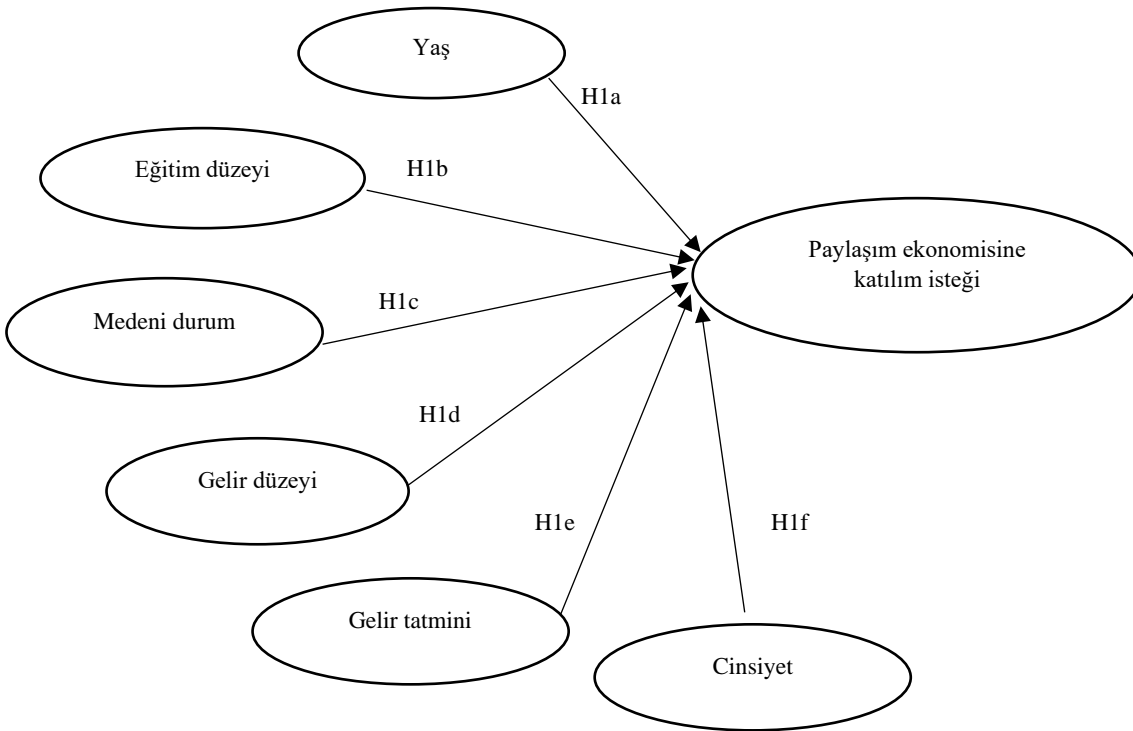 Yaş
H1a
Eğitim düzeyi
H1b
Paylaşım ekonomisine
katılım isteği
Medeni durum
H1c
Gelir düzeyi
H1d
Gelir tatmini
H1e
H1f
Cinsiyet